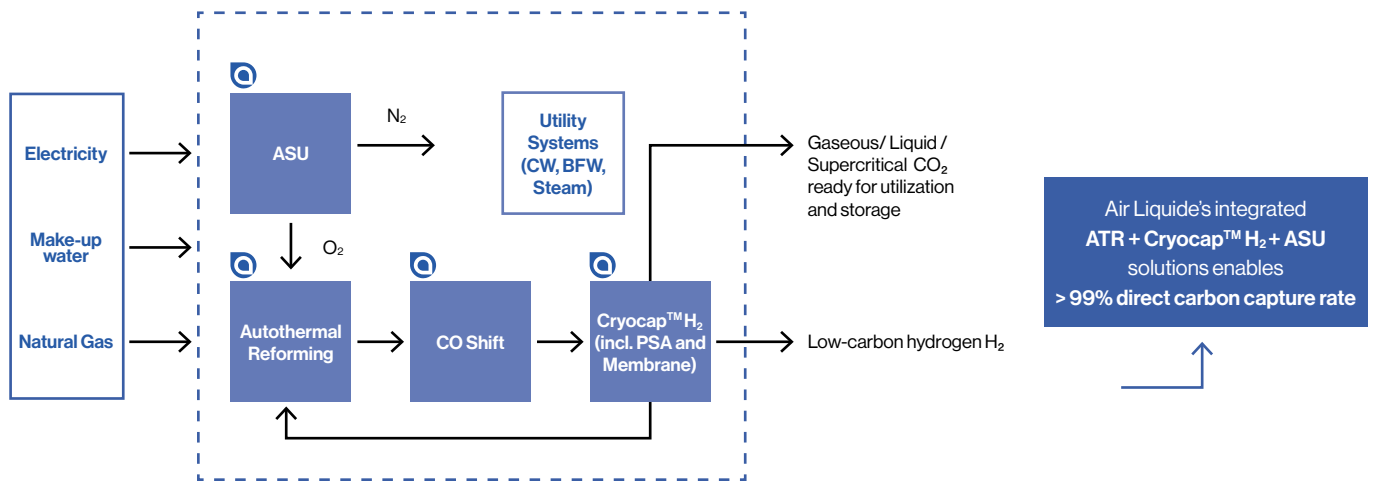 Electricity
Make-up
water
Natural Gas
ASU
N₂
O₂
Utility
Systems
(CW, BFW,
Steam)
Autothermal
Reforming
CO Shift
Cryocap™ H₂
(incl. PSA and
Membrane)
Gaseous/ Liquid /
Supercritical CO₂
ready for utilization
and storage
Low-carbon hydrogen H₂
Air Liquide’s integrated
ATR + Cryocap™ H₂ + ASU
solutions enables
> 99% direct carbon capture rate